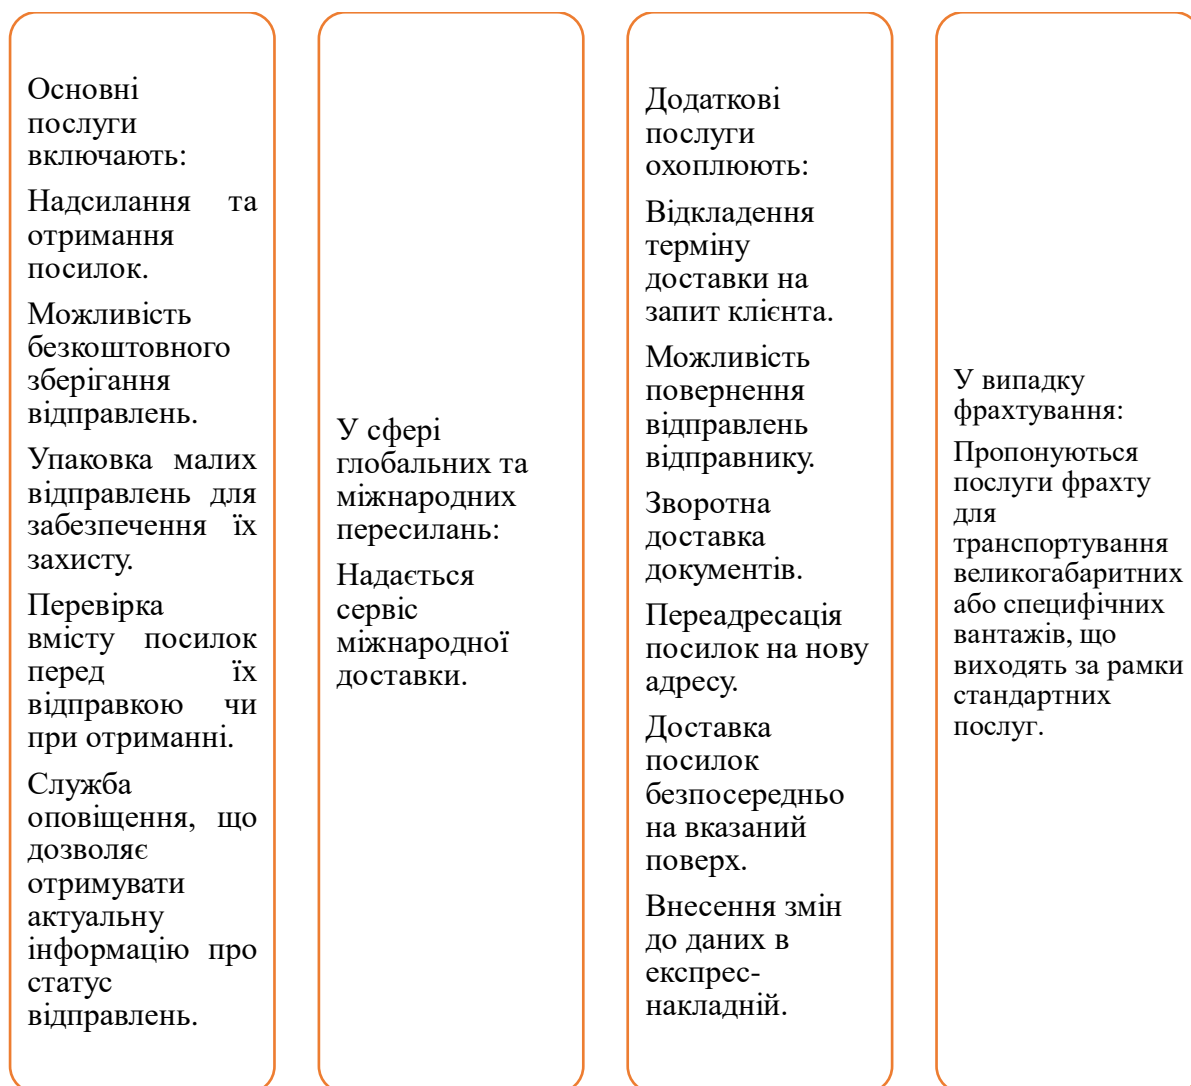 Основні
послуги
включають:
Надсилання та
отримання
посилок.
Можливість
безкоштовного
зберігання
відправлень.
Упаковка малих
відправлень для
забезпечення їх
захисту.
Перевірка
вмісту посилок
перед їх
відправкою чи
при отриманні.
Служба
оповіщення, що
дозволяє
отримувати
актуальну
інформацію про
статус
відправлень.
У сфері
глобальних та
міжнародних
пересилань:
Надається
сервіс
міжнародної
доставки.
Додаткові
послуги
охоплюють:
Відкладення
терміну
доставки на
запит клієнта.
Можливість
повернення
відправлень
відправнику.
Зворотна
доставка
документів.
Переадресація
посилок на нову
адресу.
Доставка
посилок
безпосередньо
на вказаний
поверх.
Внесення змін
до даних в
експрес-
накладній.
У випадку
фрахтування:
Пропонуються
послуги фрахту
для
транспортування
великогабаритних
або специфічних
вантажів, що
виходять за рамки
стандартних
послуг.